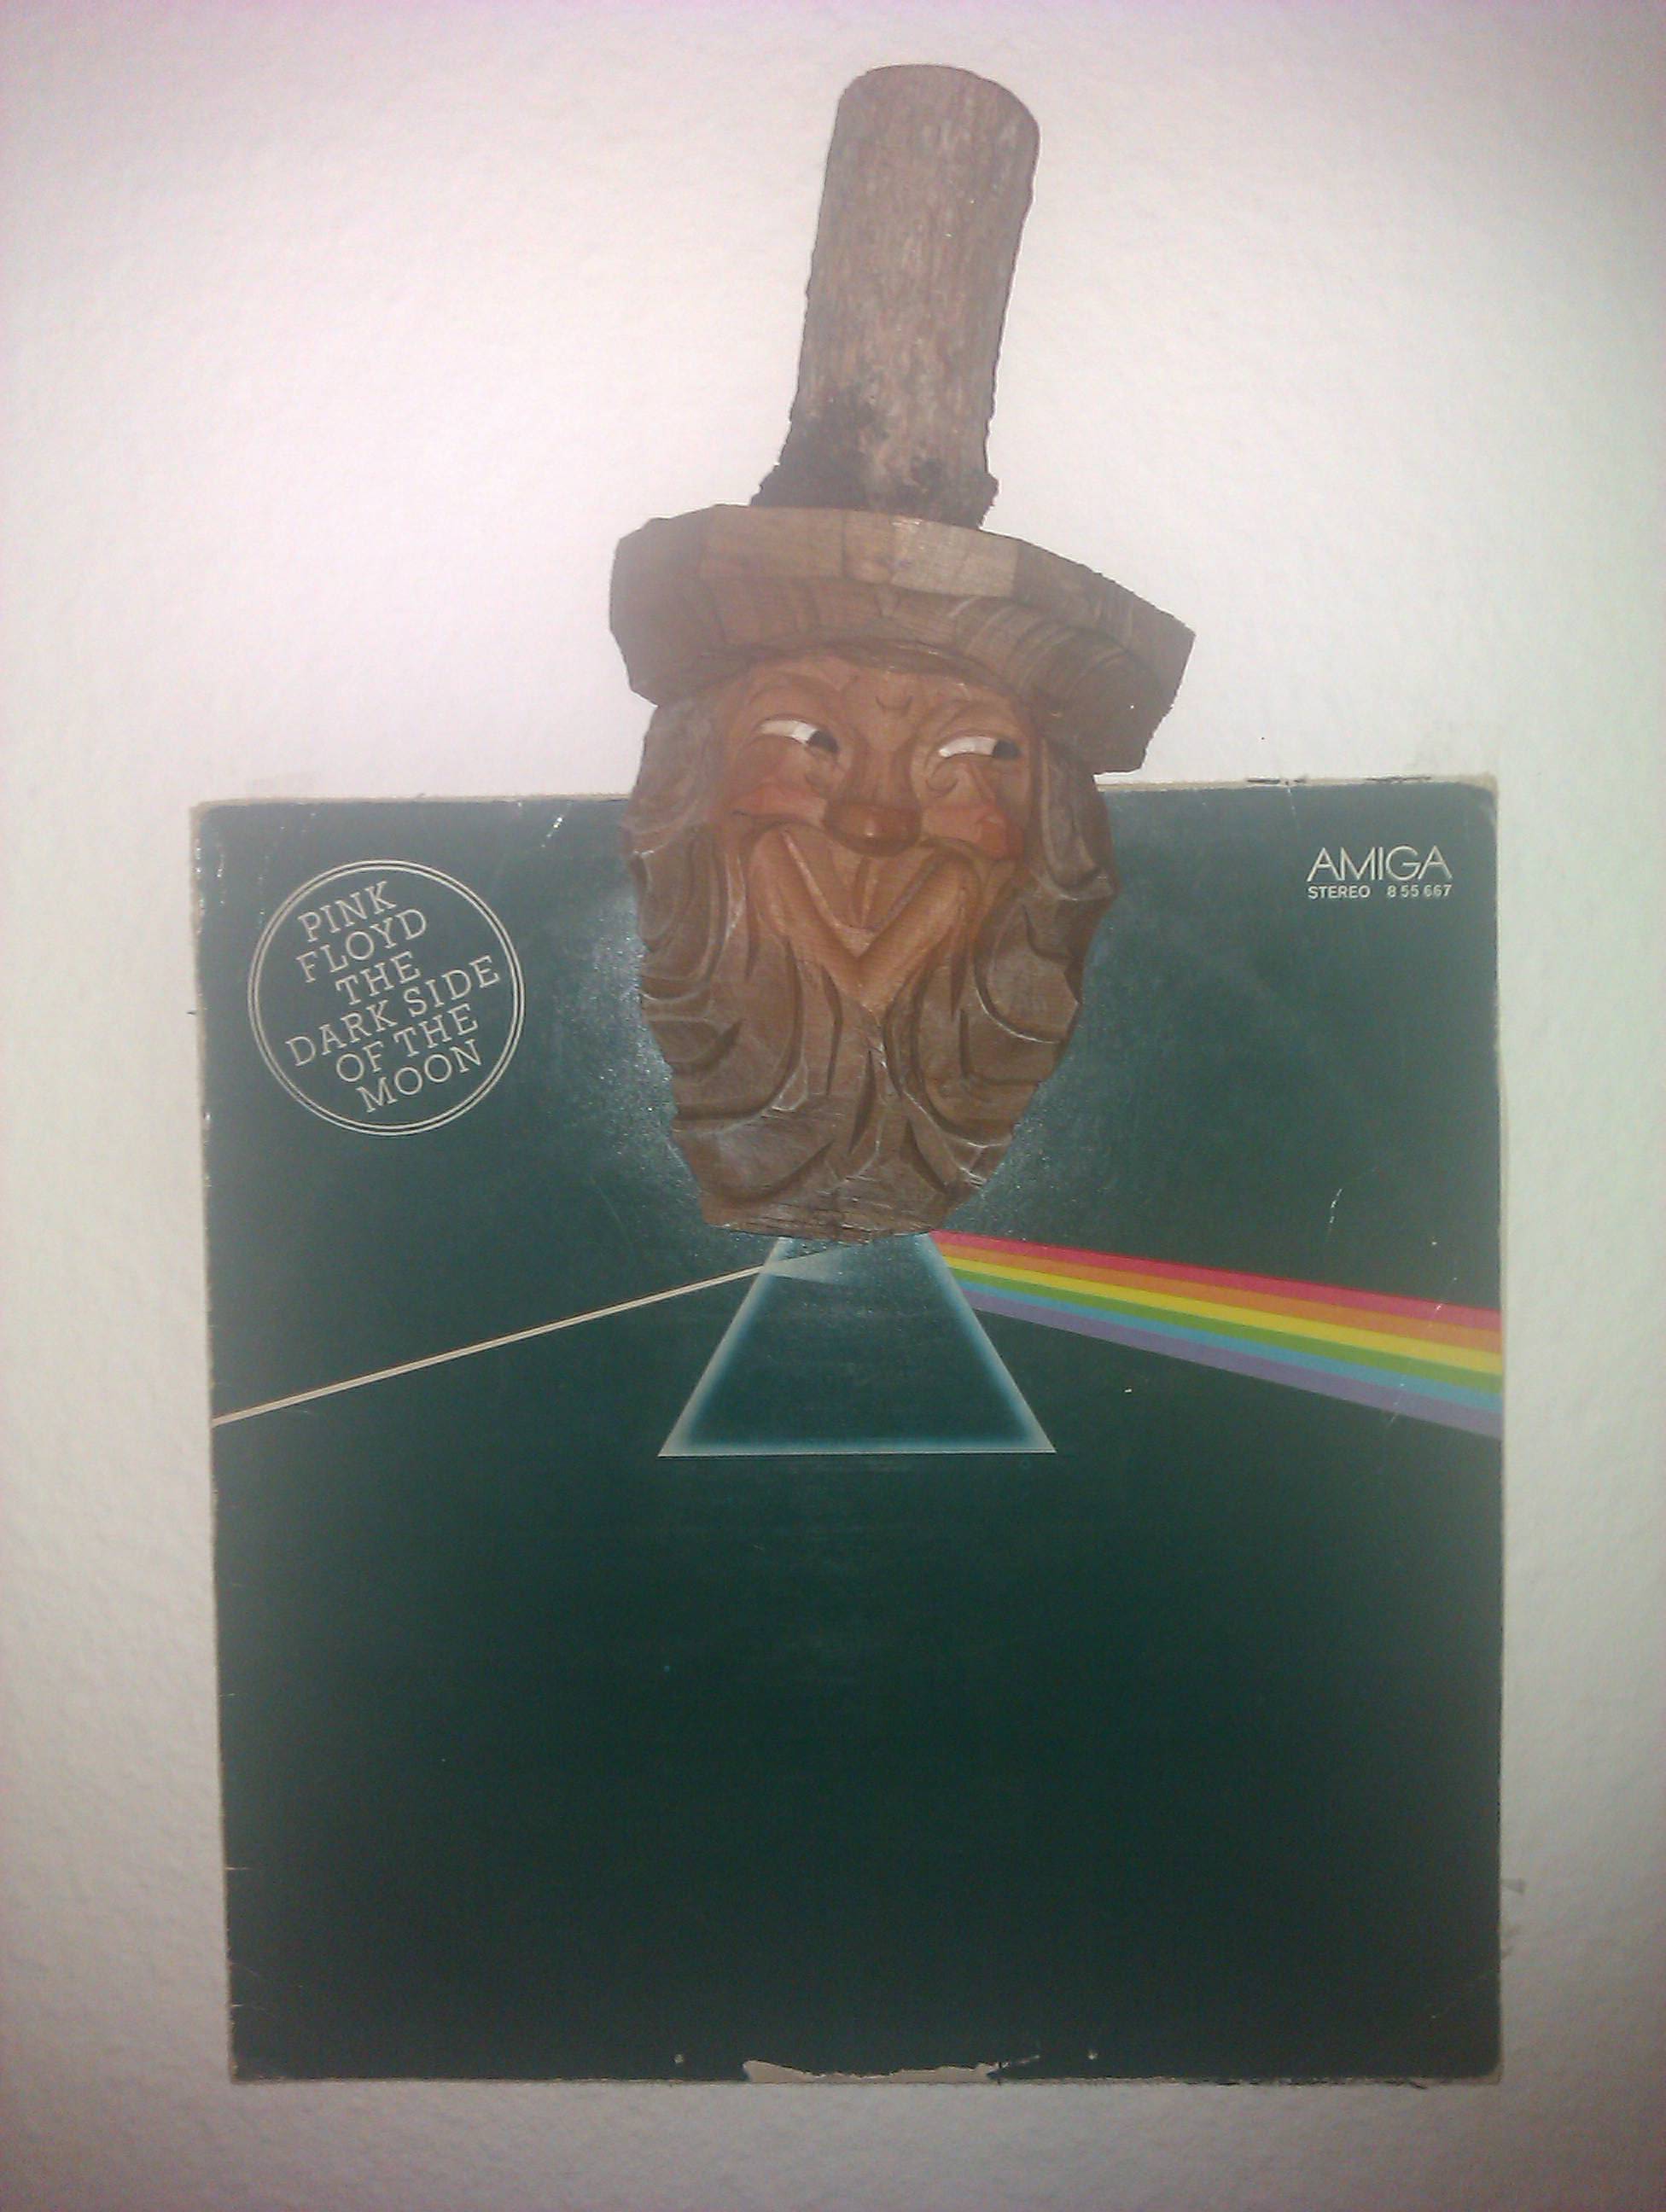 PINK
FLOYD
THE
DARK SIDE
OF THE
MOON
AMIGA
STEREO 8 55 667